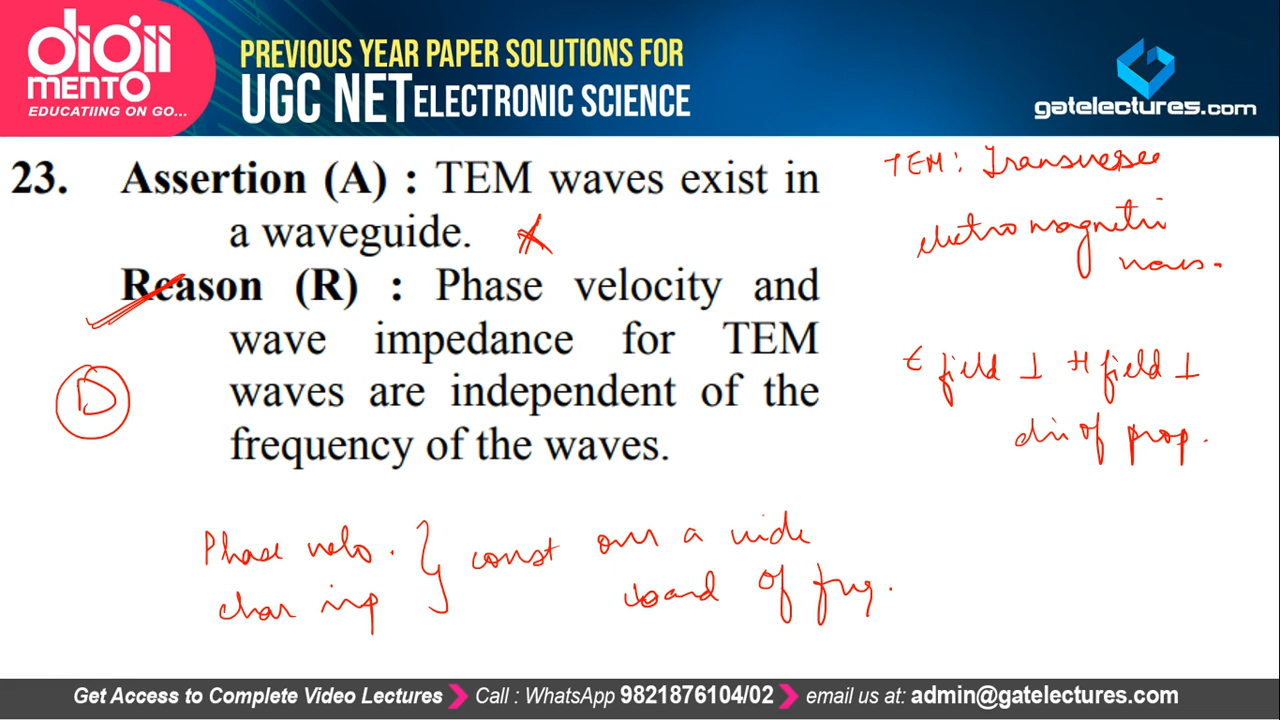 digii
MENTO
EDUCATIING ON GO...
PREVIOUS YEAR PAPER SOLUTIONS FOR
UGC NET ELECTRONIC SCIENCE
gatelectures.com
23. Assertion (A) : TEM waves exist in
a waveguide.
Reason (R) : Phase velocity and
wave impedance for TEM
waves are independent of the
frequency of the waves.
D
TEM: Transverse
electromagnetic
waves.
E field ⊥ H field ⊥
dir of prop.
Phase velo. } const over a wide
char imp band of freq.
Get Access to Complete Video Lectures Call : WhatsApp 9821876104/02 email us at: admin@gatelectures.com